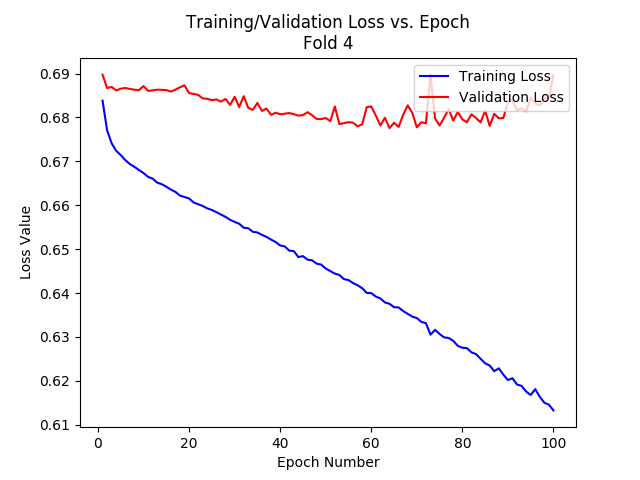 Training/Validation Loss vs. Epoch
Fold 4
Training Loss
Validation Loss
0.69
0.68
0.67
0.66
0.65
0.64
0.63
0.62
0.61
Loss Value
0 20 40 60 80 100
Epoch Number